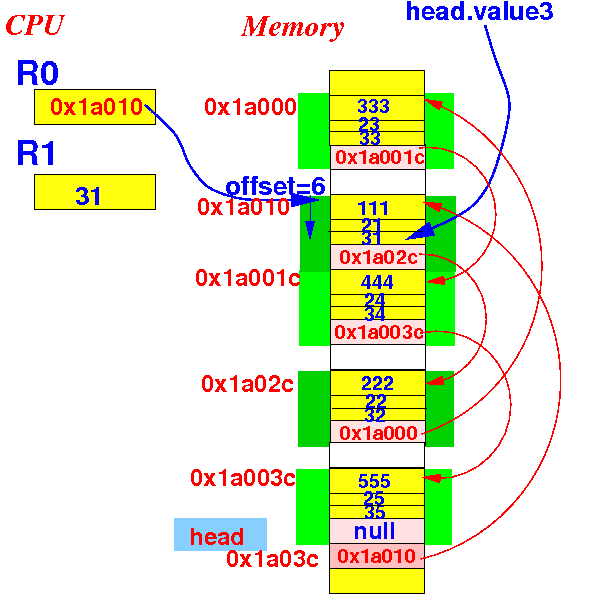 CPU
Memory
head.value3
R0
0x1a010
R1
31
0x1a000
333
23
33
0x1a001c
offset=6
0x1a010
111
21
31
0x1a02c
0x1a001c
444
24
34
0x1a003c
0x1a02c
222
22
32
0x1a000
0x1a003c
555
25
35
null
head
0x1a03c
0x1a010